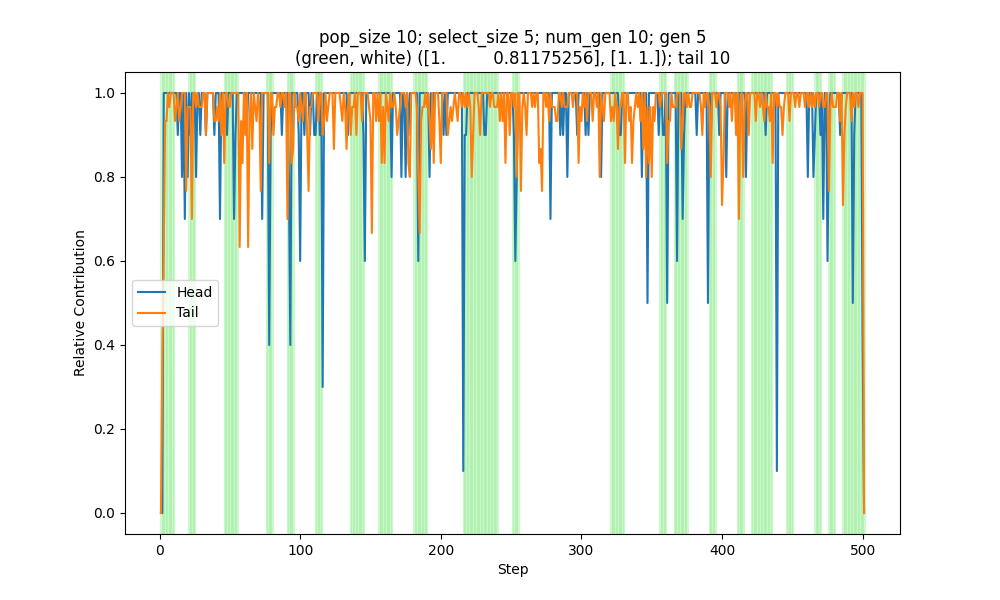 pop_size 10; select_size 5; num_gen 10; gen 5
(green, white) ([1. 0.81175256], [1. 1.]); tail 10
1.0
0.8
0.6
0.4
0.2
0.0
Relative Contribution
Head
Tail
0 100 200 300 400 500
Step